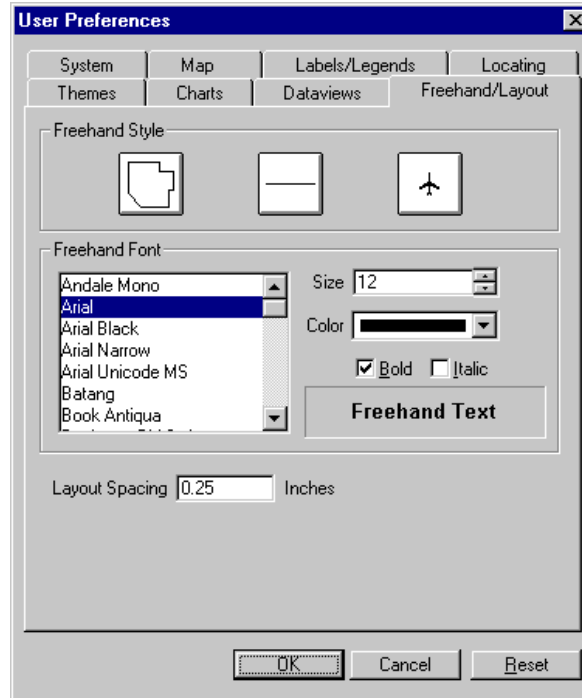 User Preferences
System Map Labels/Legends Locating
Themes Charts Dataviews Freehand/Layout
Freehand Style
Freehand Font
Andale Mono
Arial
Arial Black
Arial Narrow
Arial Unicode MS
Batang
Book Antiqua
Size 12
Color
Bold Italic
Freehand Text
Layout Spacing 0.25 Inches
OK Cancel Reset